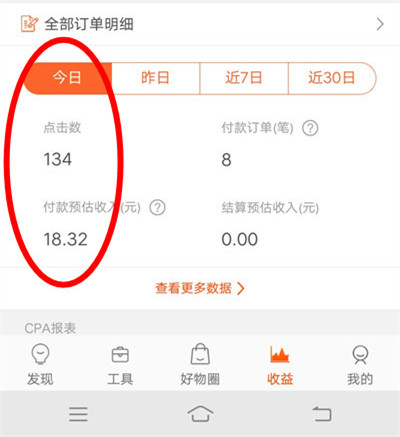 全部订单明细
今日 昨日 近7日 近30日
点击数 付款订单(笔)
134 8
付款预估收入(元) 结算预估收入(元)
18.32 0.00
查看更多数据
CPA报表
发现 工具 好物圈 收益 我的